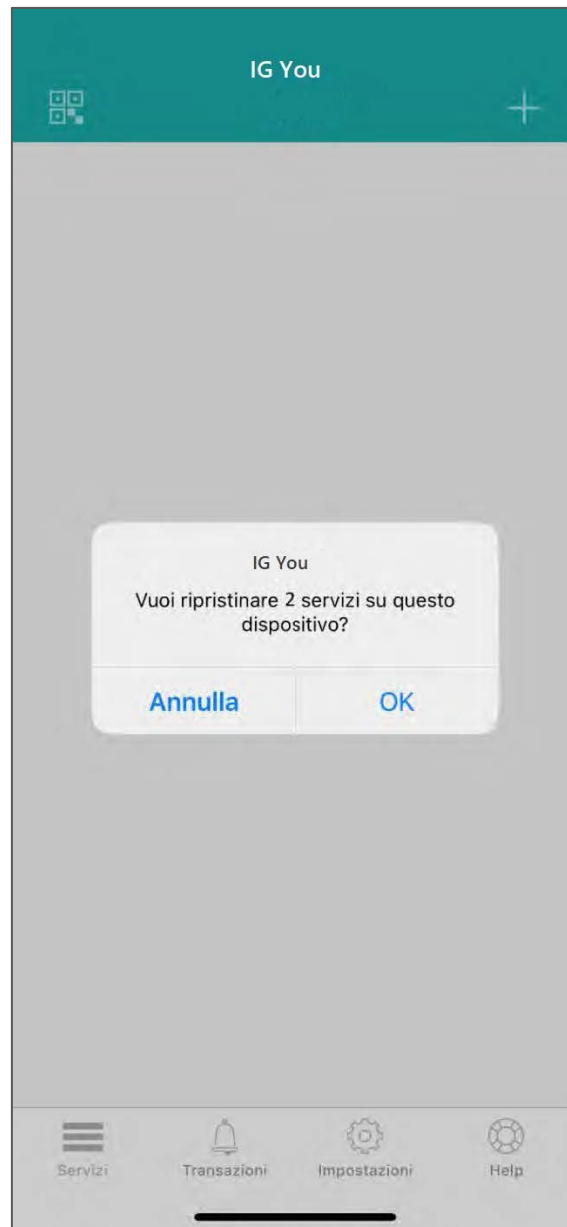 IG You
IG You
Vuoi ripristinare 2 servizi su questo
dispositivo?
Annulla
OK
Servizi
Transazioni
Impostazioni
Help